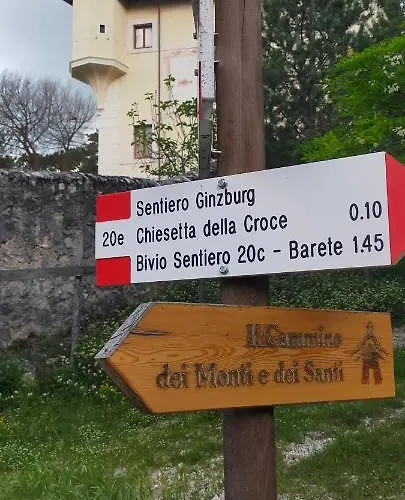 20e
Sentiero Ginzburg
Chiesetta della Croce 0.10
Bivio Sentiero 20c - Barete 1.45
Il Cammino
dei Monti e dei Santi